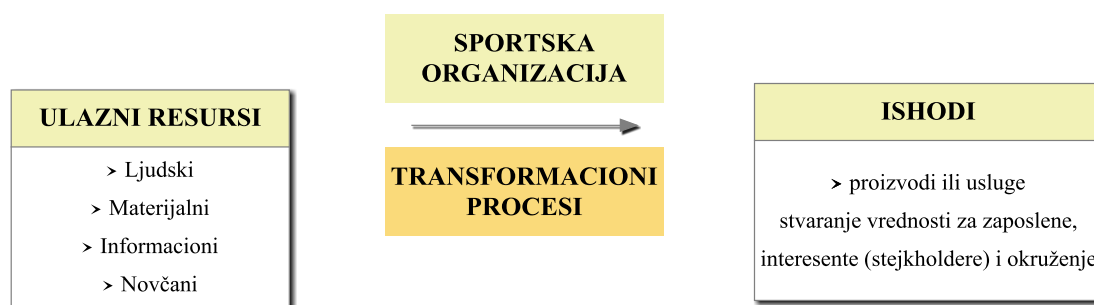 ULAZNI RESURSI
➢ Ljudski
➢ Materijalni
➢ Informacioni
➢ Novčani
SPORTSKA
ORGANIZACIJA
TRANSFORMACIONI
PROCESI
ISHODI
➢ proizvodi ili usluge
stvaranje vrednosti za zaposlene,
interesente (stejkholdere) i okruženje